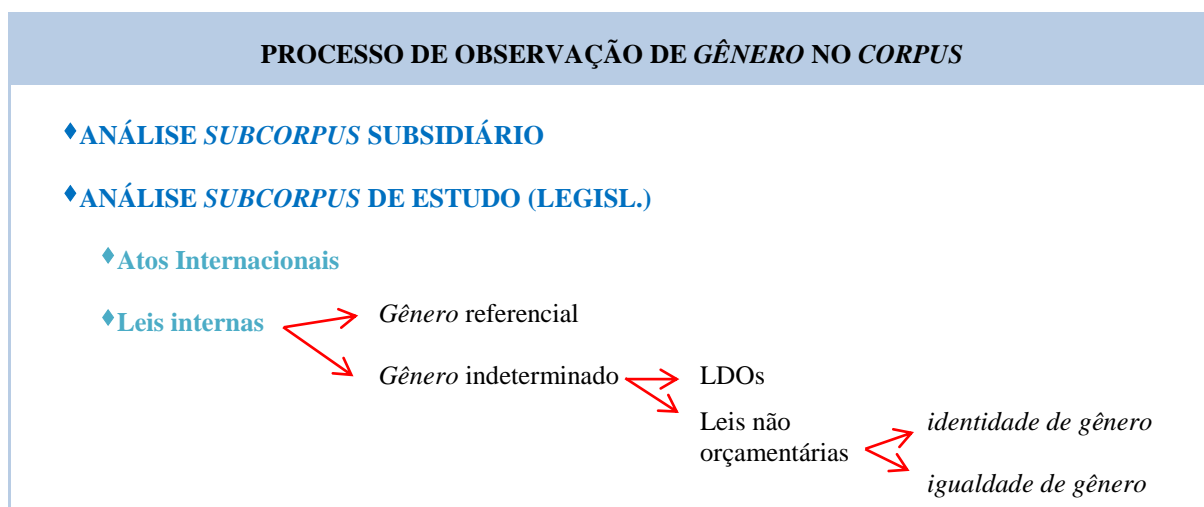 PROCESSO DE OBSERVAÇÃO DE GÊNERO NO CORPUS
♦ANÁLISE SUBCORPUS SUBSIDIÁRIO
♦ANÁLISE SUBCORPUS DE ESTUDO (LEGISL.)
♦Atos Internacionais
♦Leis internas
Gênero referencial
Gênero indeterminado
LDOs
Leis não
orçamentárias
identidade de gênero
igualdade de gênero